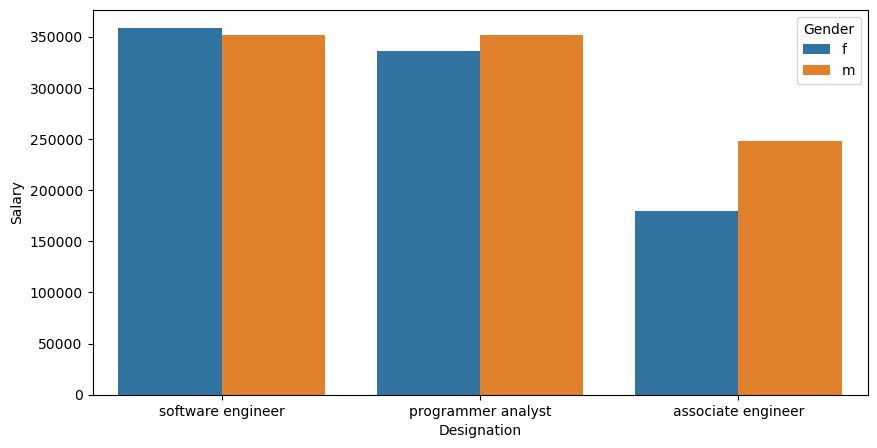 350000
300000
250000
200000
150000
100000
50000
0
Salary
software engineer
programmer analyst
associate engineer
Designation
Gender
f
m